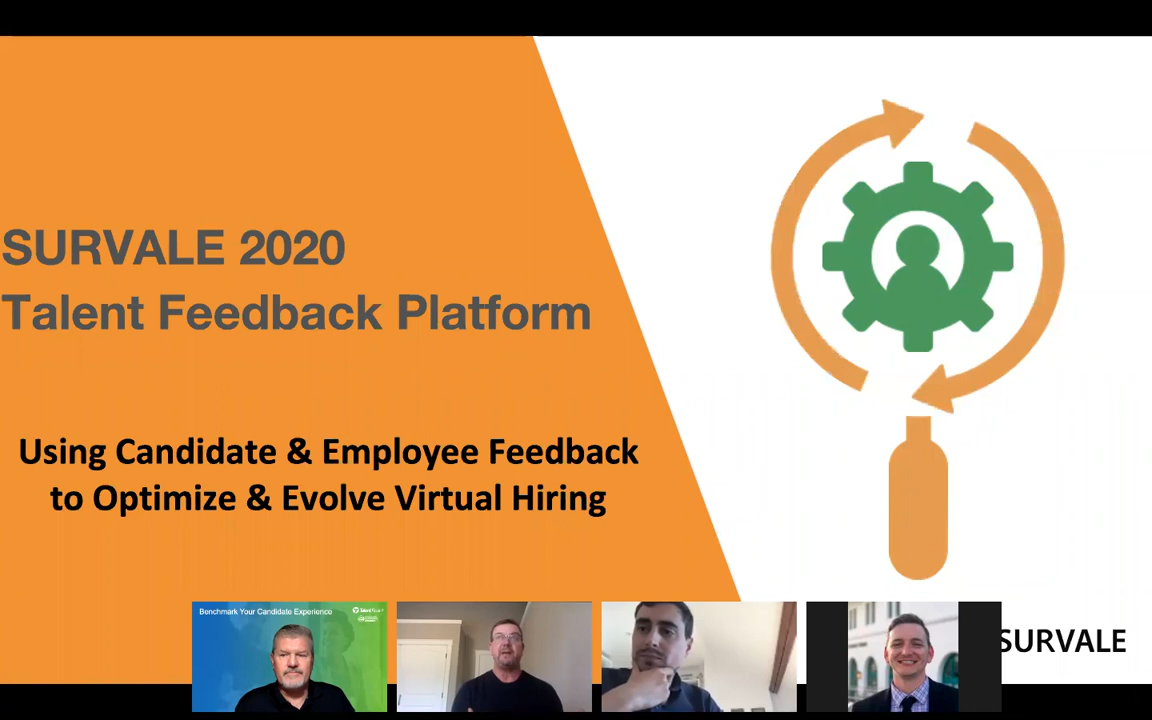 SURVALE 2020
Talent Feedback Platform
Using Candidate & Employee Feedback
to Optimize & Evolve Virtual Hiring
Benchmark Your Candidate Experience
SURVALE